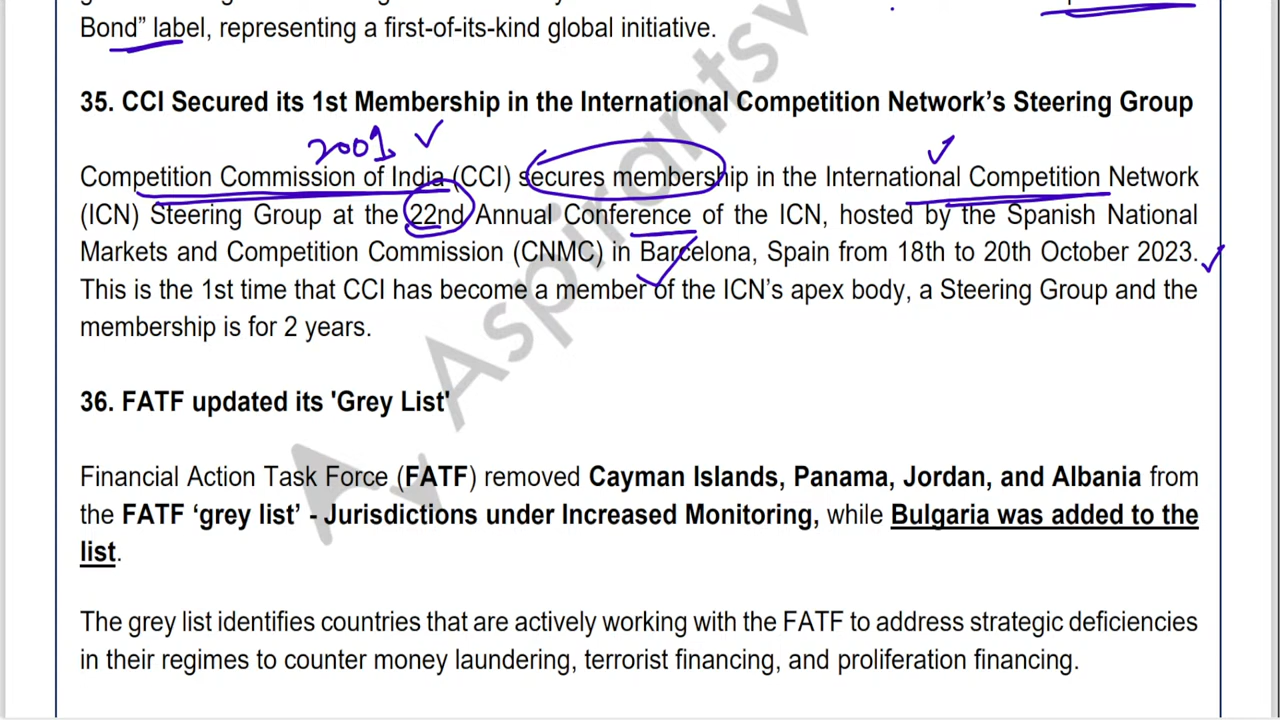 Bond” label, representing a first-of-its-kind global initiative.
35. CCI Secured its 1st Membership in the International Competition Network’s Steering Group
2009
Competition Commission of India (CCI) secures membership in the International Competition Network
(ICN) Steering Group at the 22nd Annual Conference of the ICN, hosted by the Spanish National
Markets and Competition Commission (CNMC) in Barcelona, Spain from 18th to 20th October 2023.
This is the 1st time that CCI has become a member of the ICN’s apex body, a Steering Group and the
membership is for 2 years.
36. FATF updated its 'Grey List'
Financial Action Task Force (FATF) removed Cayman Islands, Panama, Jordan, and Albania from
the FATF ‘grey list’ - Jurisdictions under Increased Monitoring, while Bulgaria was added to the
list.
The grey list identifies countries that are actively working with the FATF to address strategic deficiencies
in their regimes to counter money laundering, terrorist financing, and proliferation financing.